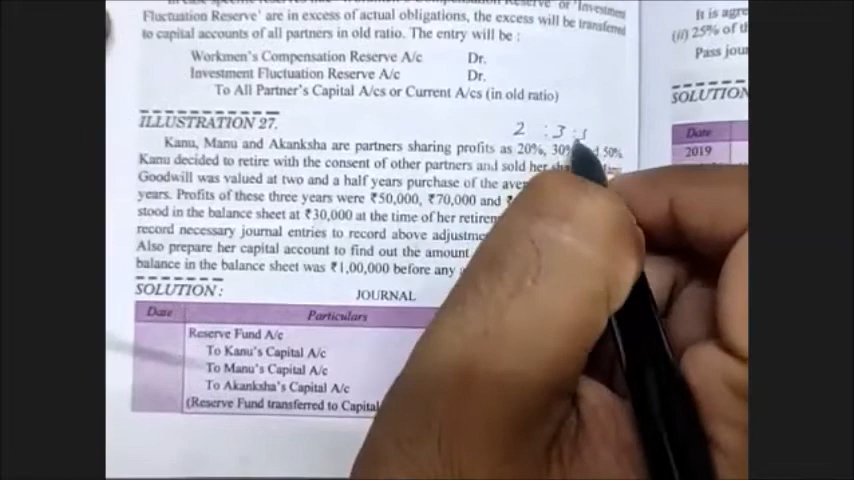 Fluctuation Reserve' are in excess of actual obligations, the excess will be transferred
to capital accounts of all partners in old ratio. The entry will be :
Workmen's Compensation Reserve A/c Dr.
Investment Fluctuation Reserve A/c Dr.
To All Partner's Capital A/cs or Current A/cs (in old ratio)
2 : 3 :
ILLUSTRATION 27.
Kanu, Manu and Akanksha are partners sharing profits as 20%, 30% 50%
Kanu decided to retire with the consent of other partners and sold her
Goodwill was valued at two and a half years purchase of the
years. Profits of these three years were ₹50,000, ₹70,000 and
stood in the balance sheet at ₹30,000 at the time of her
record necessary journal entries to record above
Also prepare her capital account to find out the amount
balance in the balance sheet was ₹1,00,000 before any
SOLUTION :
JOURNAL
Date Particulars
Reserve Fund A/c
To Kanu's Capital A/c
To Manu's Capital A/c
To Akanksha's Capital A/c
(Reserve Fund transferred to Capital
It is
(ii) 25% of
Pass
SOLUTION
Date
2019